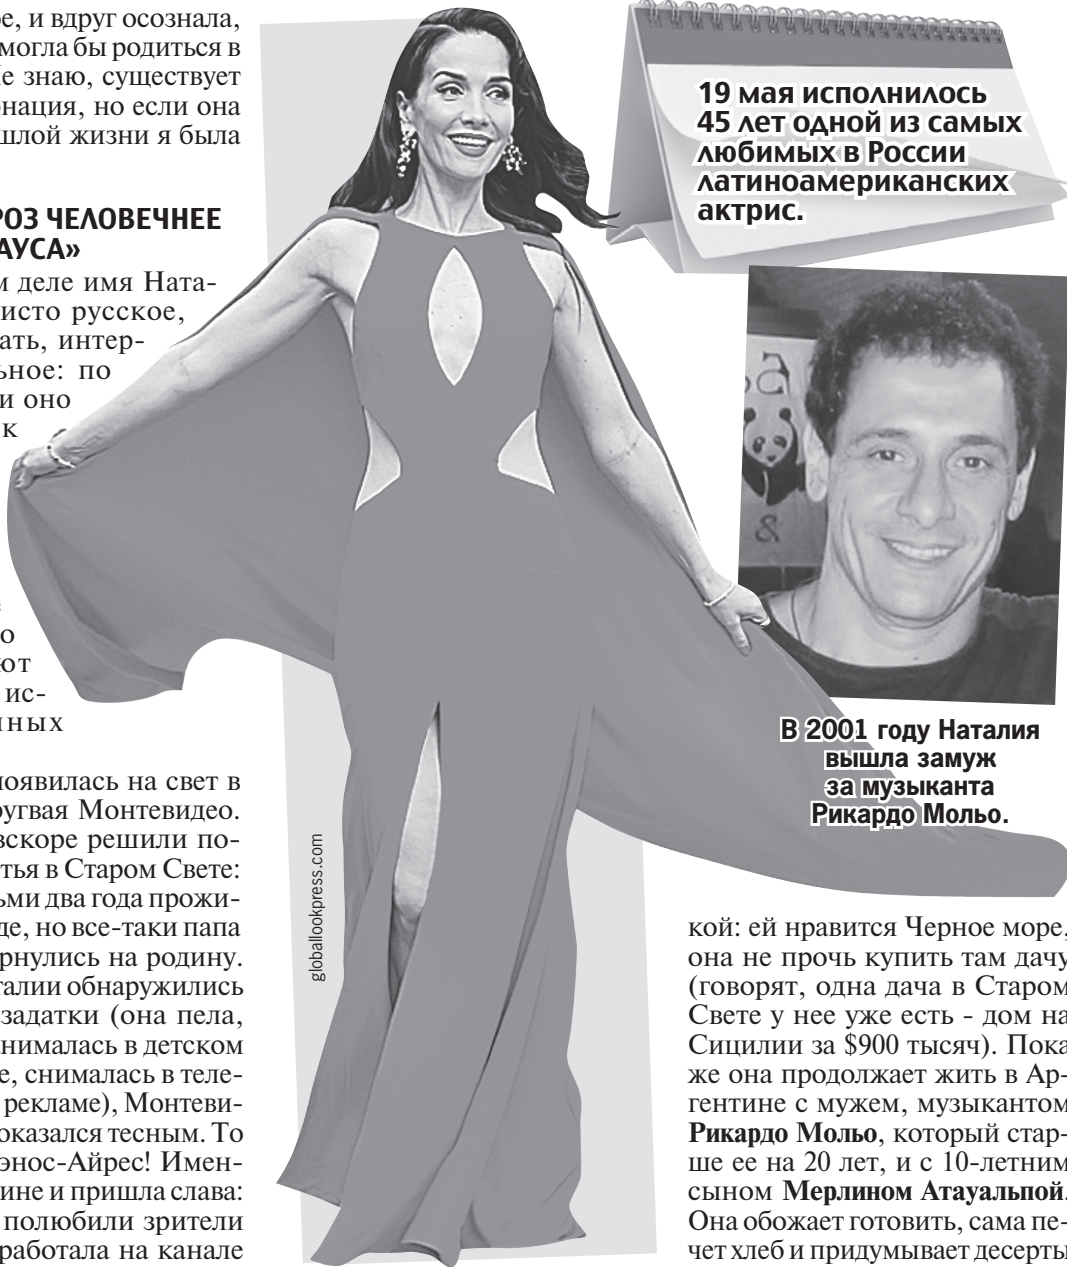 ре, и вдруг осознала,
могла бы родиться в
Не знаю, существует
рнация, но если она
шлой жизни я была
РОЗ ЧЕЛОВЕЧНЕЕ
АУСА»
м деле имя Ната-
исто русское,
ать, интер-
ьное: по
и оно
к
о
ют
ис-
нных
появилась на свет в
ругвая Монтевидео.
вскоре решили по-
тья в Старом Свете:
ьми два года прожи-
де, но все-таки папа
рнулись на родину.
талии обнаружились
задатки (она пела,
анималась в детском
е, снималась в теле-
рекламе), Монтеви-
оказался тесным. То
энос-Айрес! Имен-
ине и пришла слава:
полюбили зрители
работала на канале
globallookpress.com
19 мая исполнилось
45 лет одной из самых
любимых в России
латиноамериканских
актрис.
&
В 2001 году Наталия
вышла замуж
за музыканта
Рикардо Мольо.
кой: ей нравится Черное море,
она не прочь купить там дачу
(говорят, одна дача в Старом
Свете у нее уже есть - дом на
Сицилии за $900 тысяч). Пока
же она продолжает жить в Ар-
гентине с мужем, музыкантом
Рикардо Мольо, который стар-
ше ее на 20 лет, и с 10-летним
сыном Мерлином Атауальпой.
Она обожает готовить, сама пе-
чет хлеб и придумывает десерты